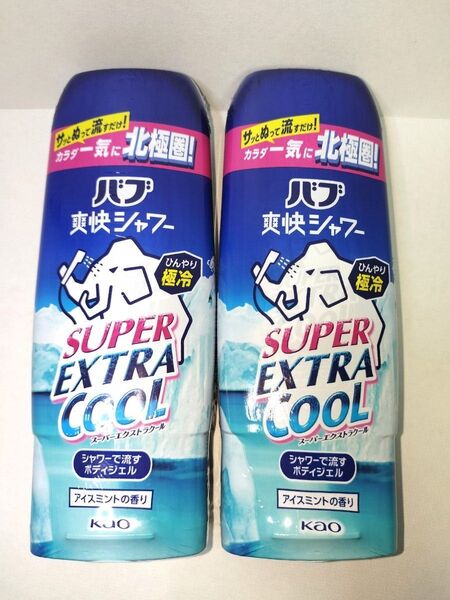 サッとぬって流すだけ!
カラダ一気に北極圏!
バブ
爽快シャワー
ひんやり
極冷
SUPER
EXTRA
COOL
スーパーエクストラクール
シャワーで流す
ボディジェル
アイスミントの香り
Kao
サッとぬって流すだけ!
カラダ一気に北極圏!
バブ
爽快シャワー
ひんやり
極冷
SUPER
EXTRA
COOL
スーパーエクストラクール
シャワーで流す
ボディジェル
アイスミントの香り
Kao